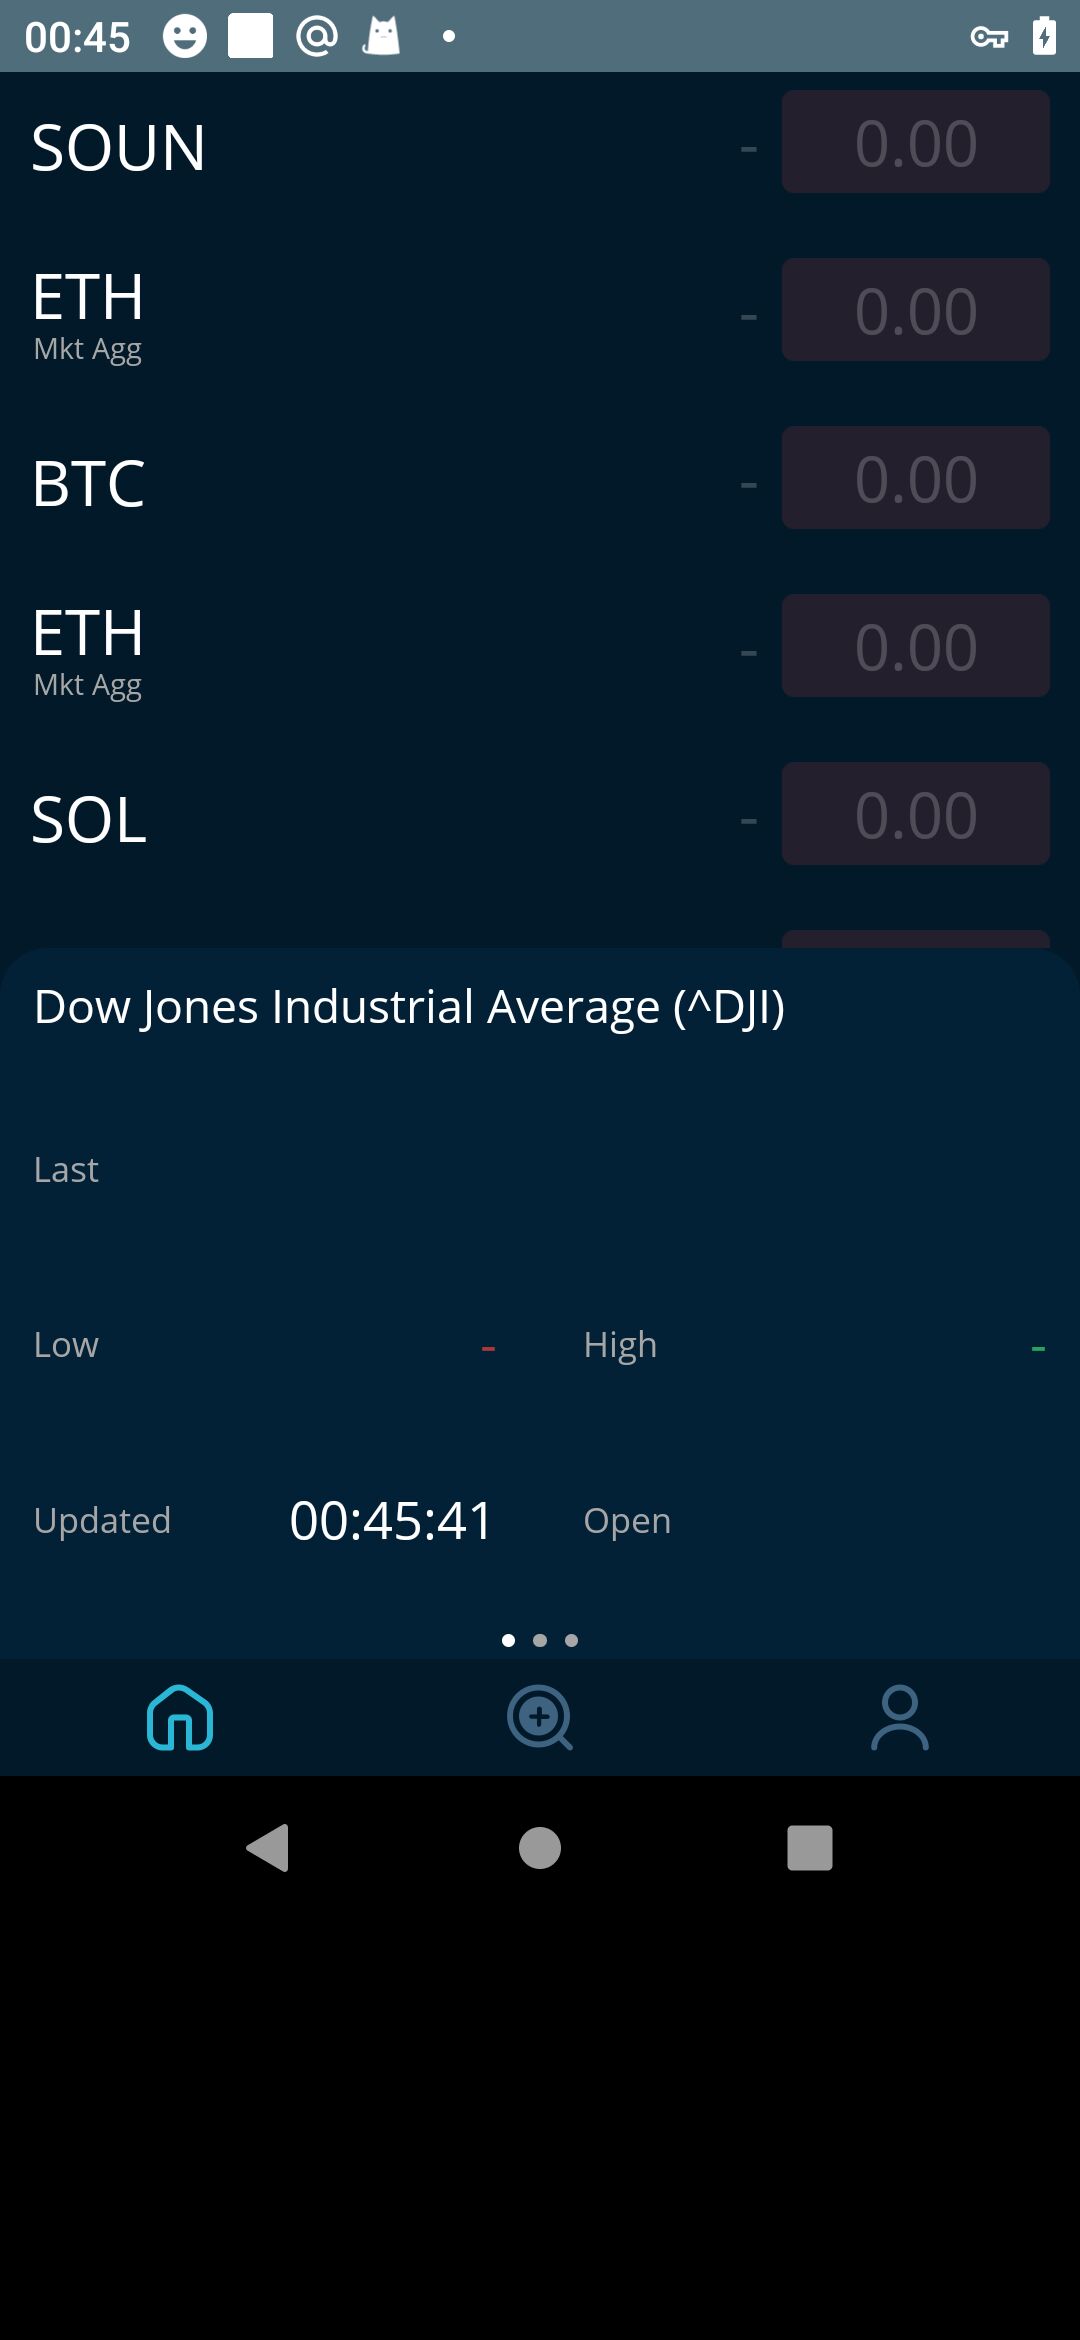 00:45
SOUN - 0.00
ETH - 0.00
Mkt Agg
BTC - 0.00
ETH - 0.00
Mkt Agg
SOL - 0.00
Dow Jones Industrial Average (^DJI)
Last
Low - High -
Updated 00:45:41 Open